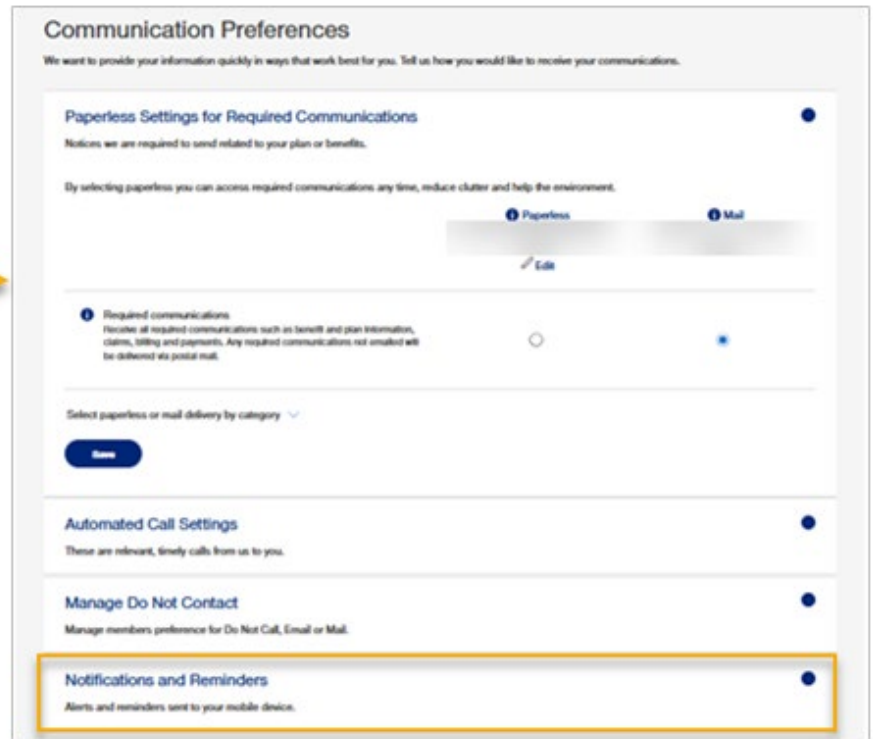 Communication Preferences
We want to provide your information quickly in ways that work best for you. Tell us how you would like to receive your communications.
Paperless Settings for Required Communications
Notices we are required to send related to your plan or benefits.
By selecting paperless you can access required communications any time, reduce clutter and help the environment.
Paperless Mail
Edit
Required communications
Receive all required communications such as benefit and plan information,
claims, billing and payments. Any required communications not emailed will
be delivered via postal mail.
Select paperless or mail delivery by category
Save
Automated Call Settings
These are relevant, timely calls from us to you.
Manage Do Not Contact
Manage members preference for Do Not Call, Email or Mail.
Notifications and Reminders
Alerts and reminders sent to your mobile device.